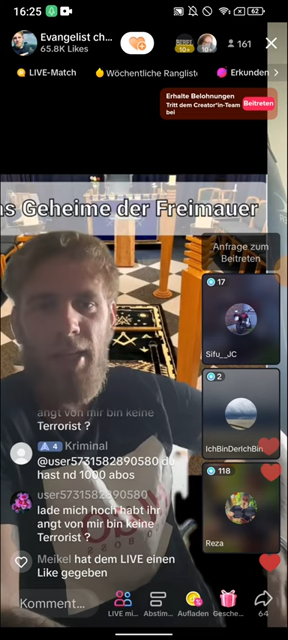 16:25
62
Evangelist ch...
65.8K Likes
10+
10+
161
LIVE-Match
Wöchentliche Rangliste
Erkunden
Erhalte Belohnungen
Tritt dem Creator*in-Team
bei
Beitreten
as Geheime der Freimauer
Anfrage zum
Beitreten
17
Sifu__JC
2
IchBinDerIchBin
118
Reza
angt von mir bin keine
Terrorist ?
4 Kriminal
@user5731582890580 du
hast nd 1000 abos
user5731582890580
lade mich hoch habt ihr
angt von mir bin keine
Terrorist ?
Meikel hat dem LIVE einen
Like gegeben
Komment...
LIVE mi...
Abstim...
Aufladen
Gesche...
64